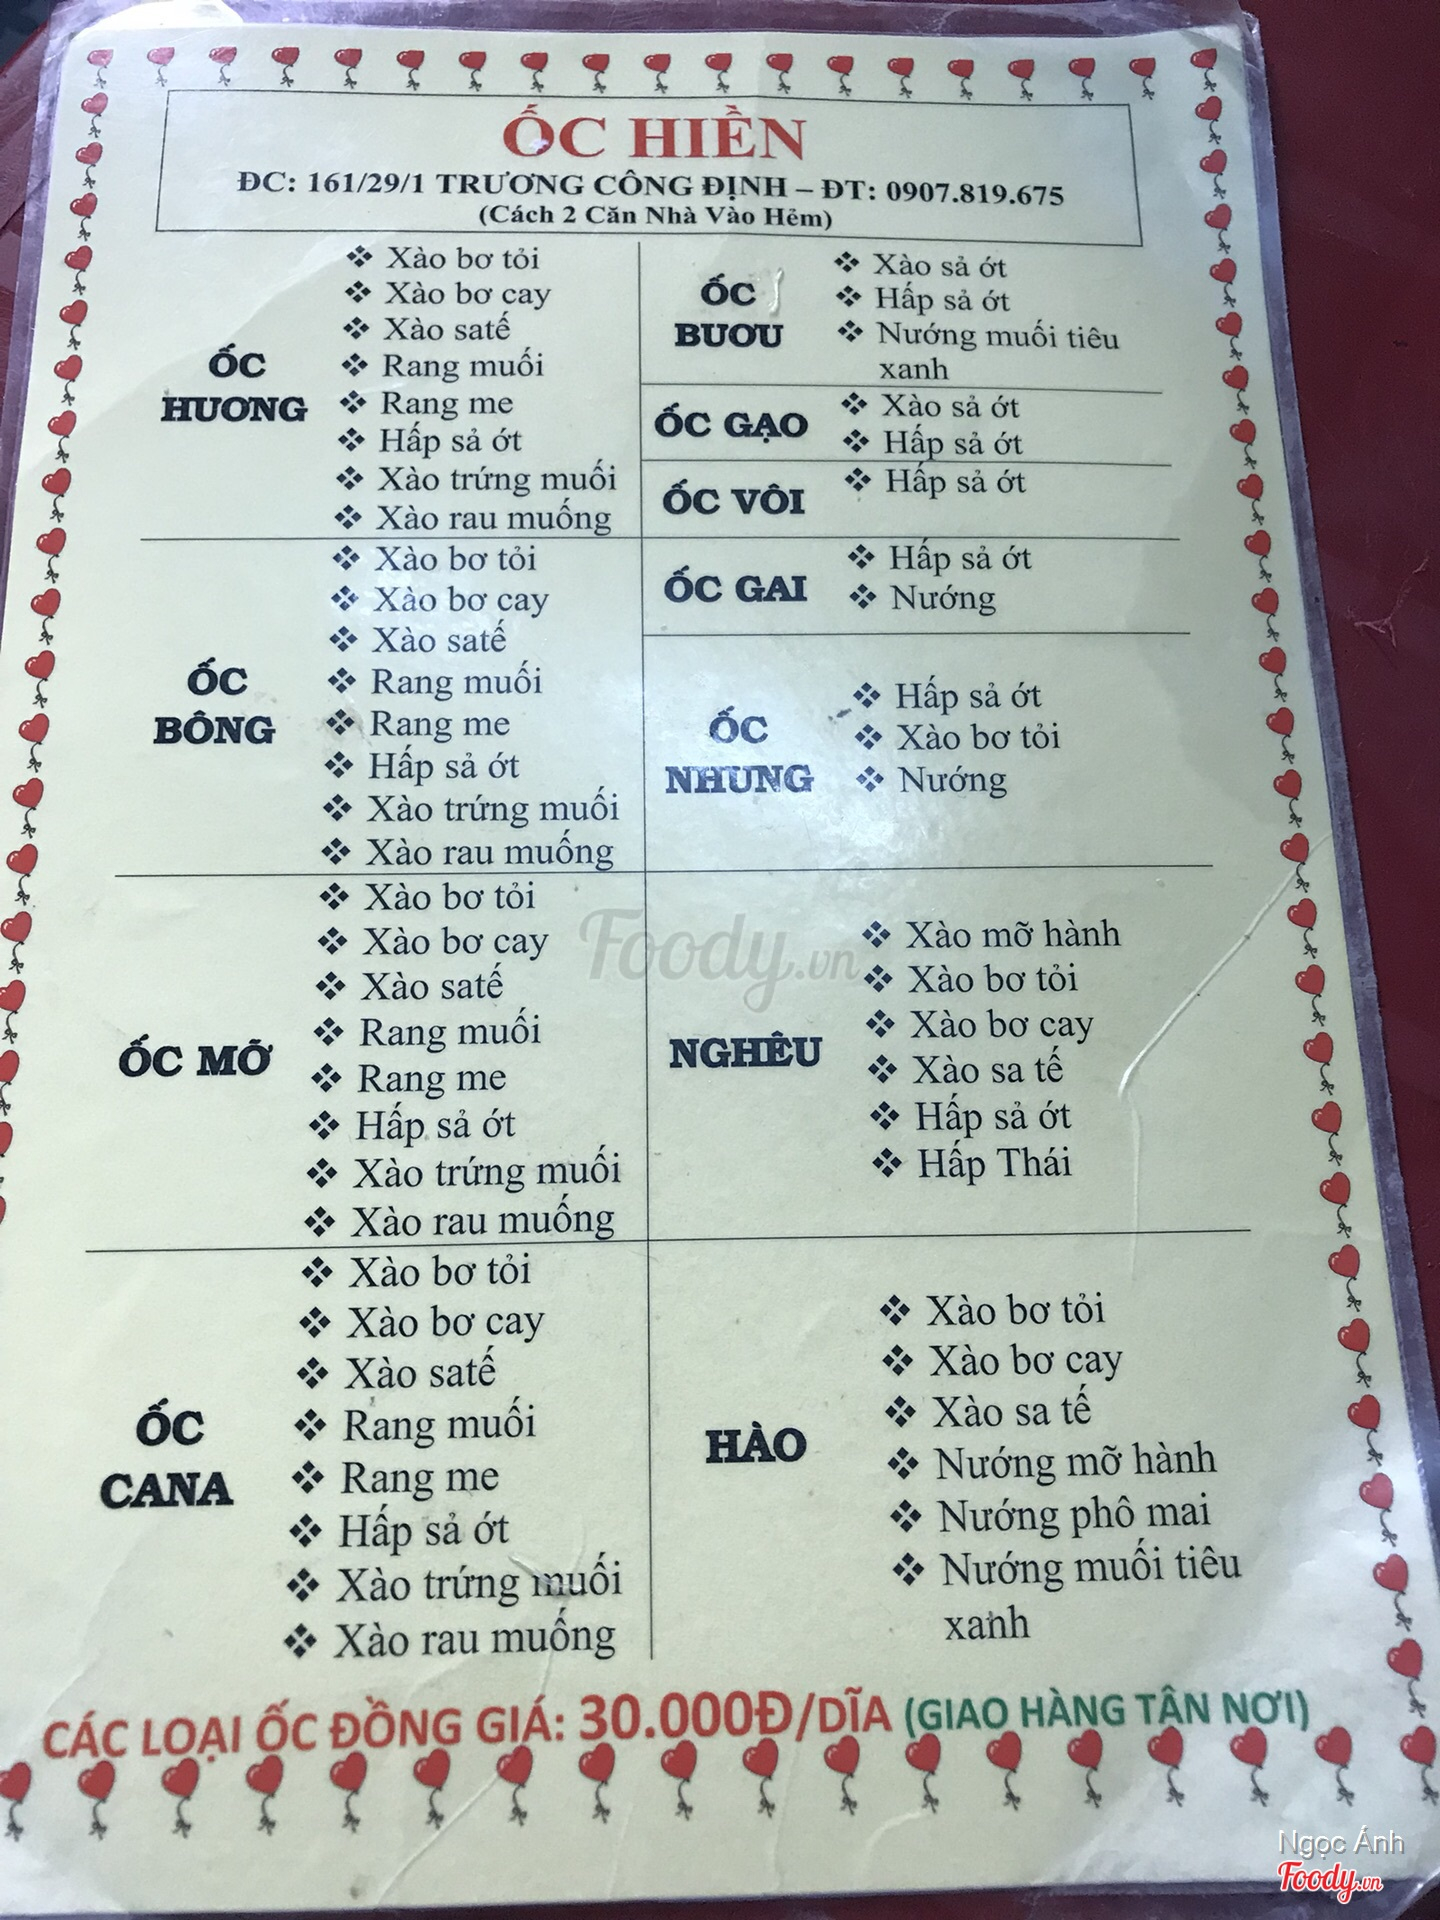 ỐC HIỀN
ĐC: 161/29/1 TRƯƠNG CÔNG ĐỊNH – ĐT: 0907.819.675
(Cách 2 Căn Nhà Vào Hẻm)
ỐC
HƯƠNG
❖ Xào bơ tỏi
❖ Xào bơ cay
❖ Xào satế
❖ Rang muối
❖ Rang me
❖ Hấp sả ớt
❖ Xào trứng muối
❖ Xào rau muống
ỐC
BÔNG
❖ Xào bơ tỏi
❖ Xào bơ cay
❖ Xào satế
❖ Rang muối
❖ Rang me
❖ Hấp sả ớt
❖ Xào trứng muối
❖ Xào rau muống
ỐC MỠ
❖ Xào bơ tỏi
❖ Xào bơ cay
❖ Xào satế
❖ Rang muối
❖ Rang me
❖ Hấp sả ớt
❖ Xào trứng muối
❖ Xào rau muống
ỐC
CANA
❖ Xào bơ tỏi
❖ Xào bơ cay
❖ Xào satế
❖ Rang muối
❖ Rang me
❖ Hấp sả ớt
❖ Xào trứng muối
❖ Xào rau muống
ỐC
BƯƠU
❖ Xào sả ớt
❖ Hấp sả ớt
❖ Nướng muối tiêu
xanh
ỐC GẠO
❖ Xào sả ớt
❖ Hấp sả ớt
ỐC VÔI
❖ Hấp sả ớt
ỐC GAI
❖ Hấp sả ớt
❖ Nướng
ỐC
NHUNG
❖ Hấp sả ớt
❖ Xào bơ tỏi
❖ Nướng
NGHÊU
❖ Xào mỡ hành
❖ Xào bơ tỏi
❖ Xào bơ cay
❖ Xào sa tế
❖ Hấp sả ớt
❖ Hấp Thái
HÀO
❖ Xào bơ tỏi
❖ Xào bơ cay
❖ Xào sa tế
❖ Nướng mỡ hành
❖ Nướng phô mai
❖ Nướng muối tiêu
xanh
CÁC LOẠI ỐC ĐỒNG GIÁ: 30.000Đ/DĨA (GIAO HÀNG TÂN NƠI)
Foody.vn
Ngọc Ánh
Foody.vn